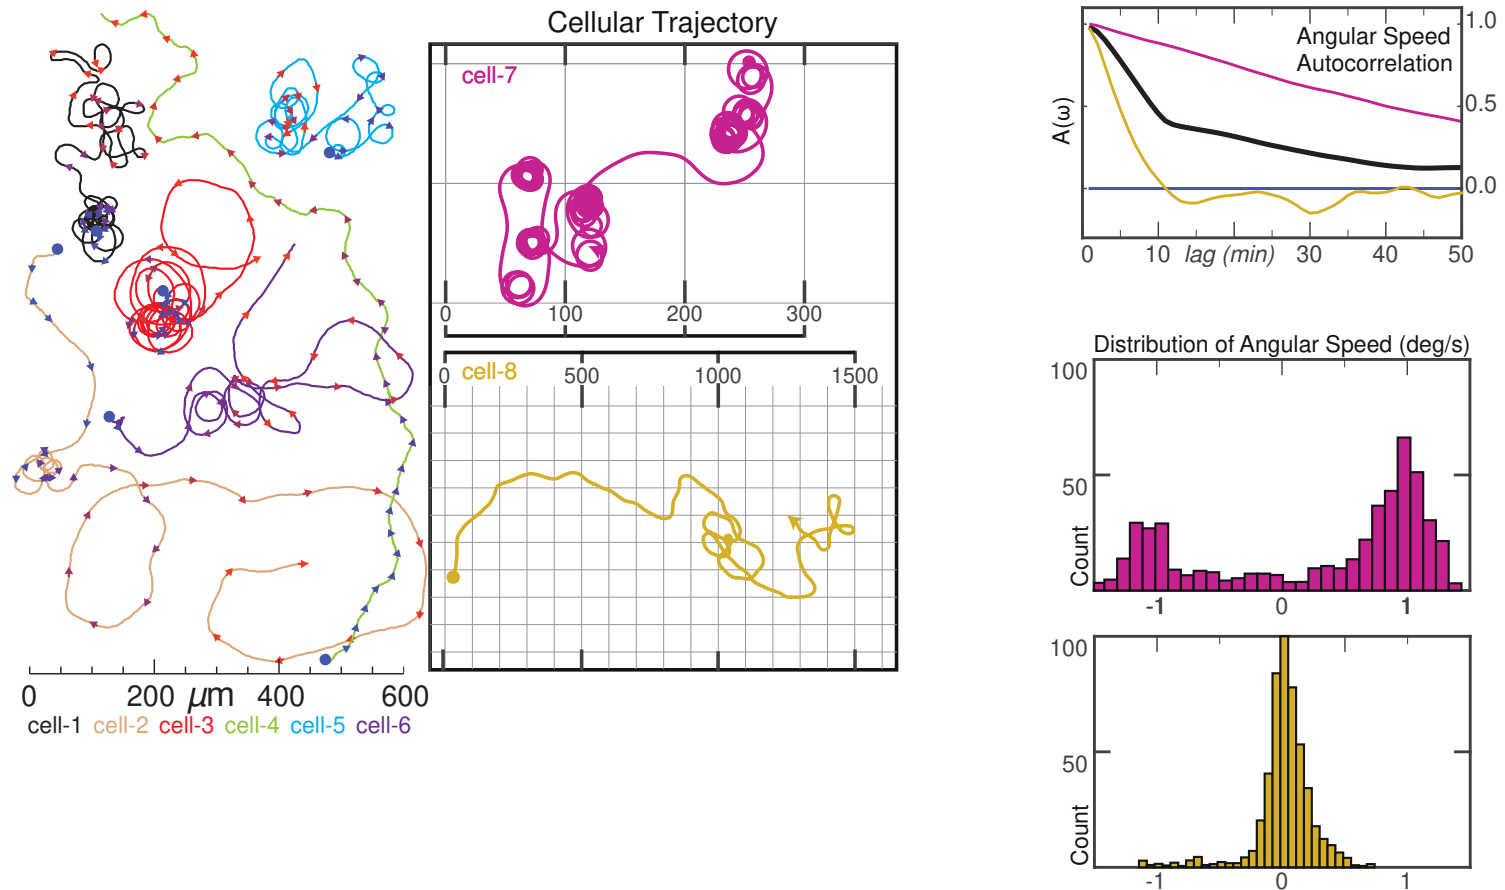 Cellular Trajectory
cell-7
0 100 200 300
0 500 1000 1500
cell-8
0 200 μm 400 600
cell-1 cell-2 cell-3 cell-4 cell-5 cell-6
Angular Speed
Autocorrelation
1.0
0.5
0.0
A(ω)
0 10 lag (min) 30 40 50
Distribution of Angular Speed (deg/s)
100
50
Count
-1 0 1
100
50
Count
-1 0 1